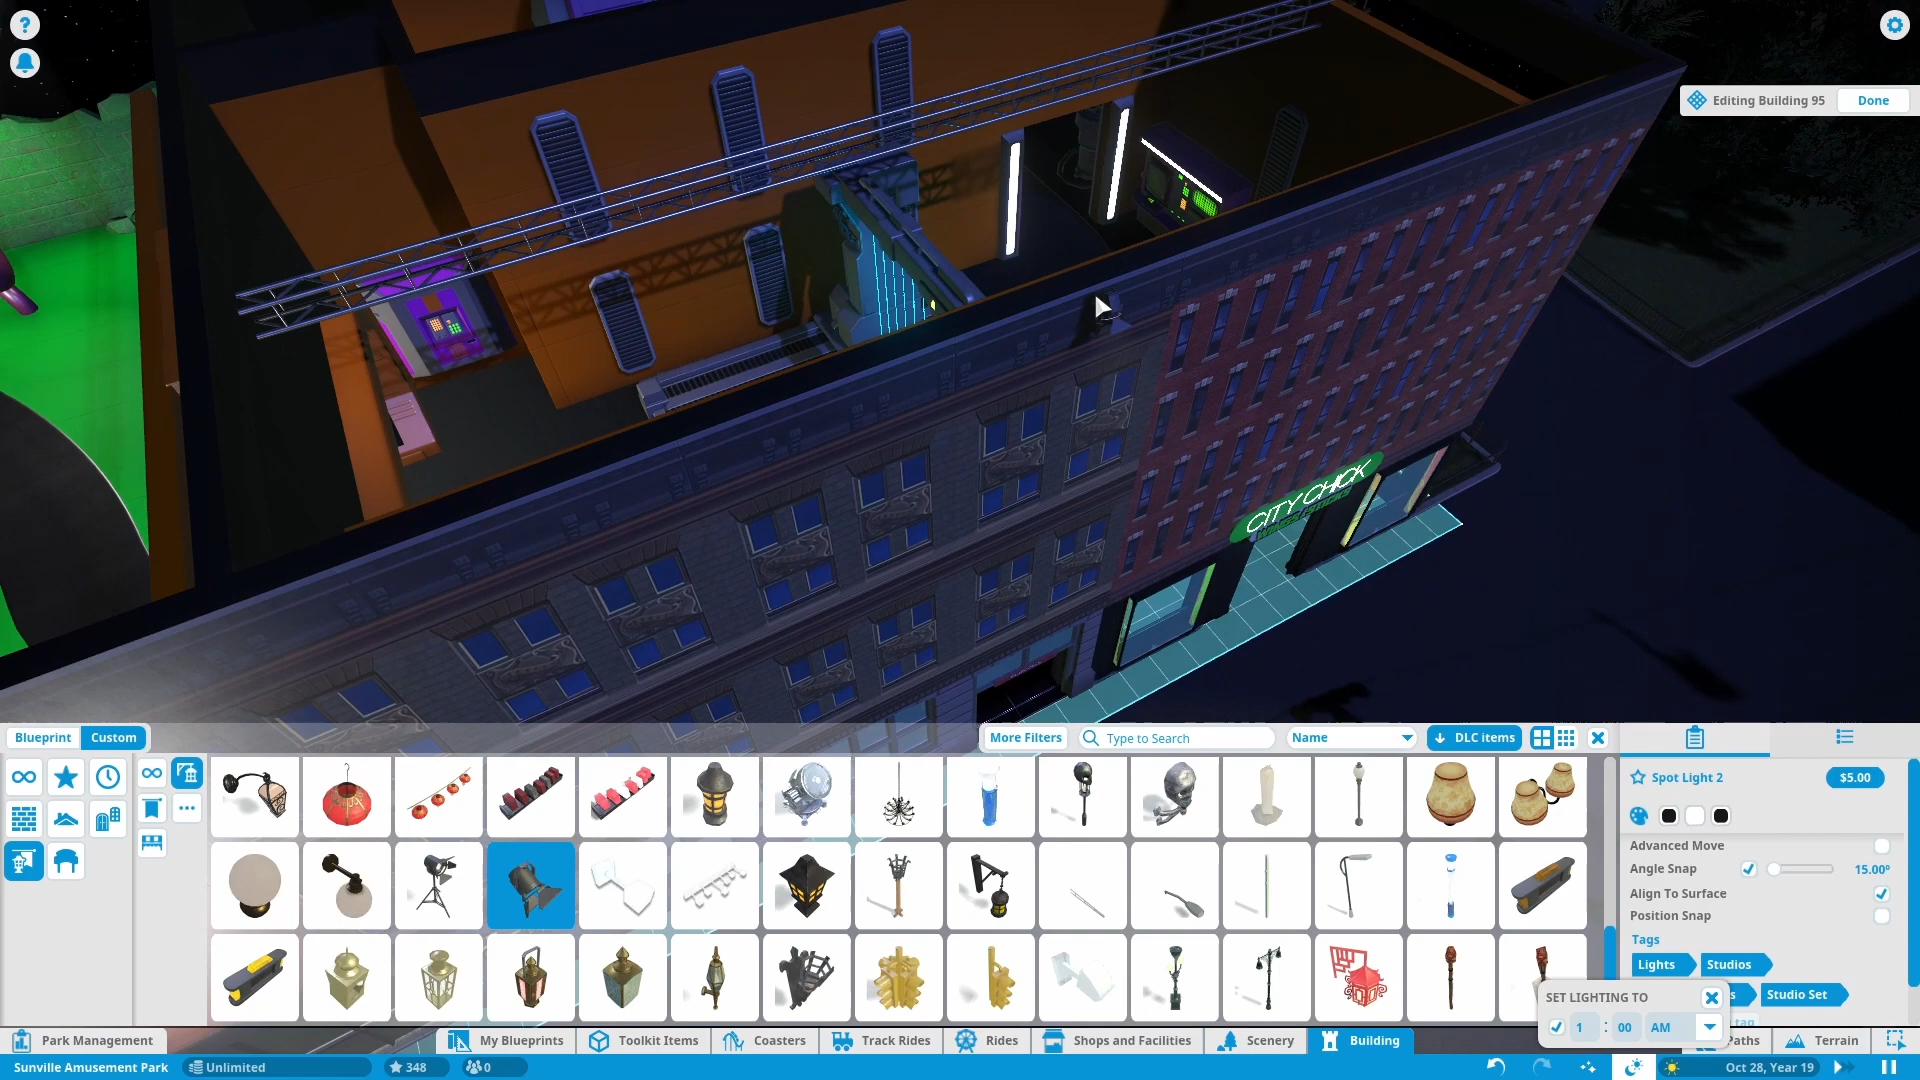 Editing Building 95 Done
CITY CHICK
Blueprint Custom More Filters Type to Search Name DLC items
Spot Light 2 $5.00
Advanced Move
Angle Snap 15.00°
Align To Surface
Position Snap
Tags
Lights Studios
Studio Set
SET LIGHTING TO
1 : 00 AM
Park Management My Blueprints Toolkit Items Coasters Track Rides Rides Shops and Facilities Scenery Building Paths Terrain
Sunville Amusement Park Unlimited 348 0 Oct 28, Year 19